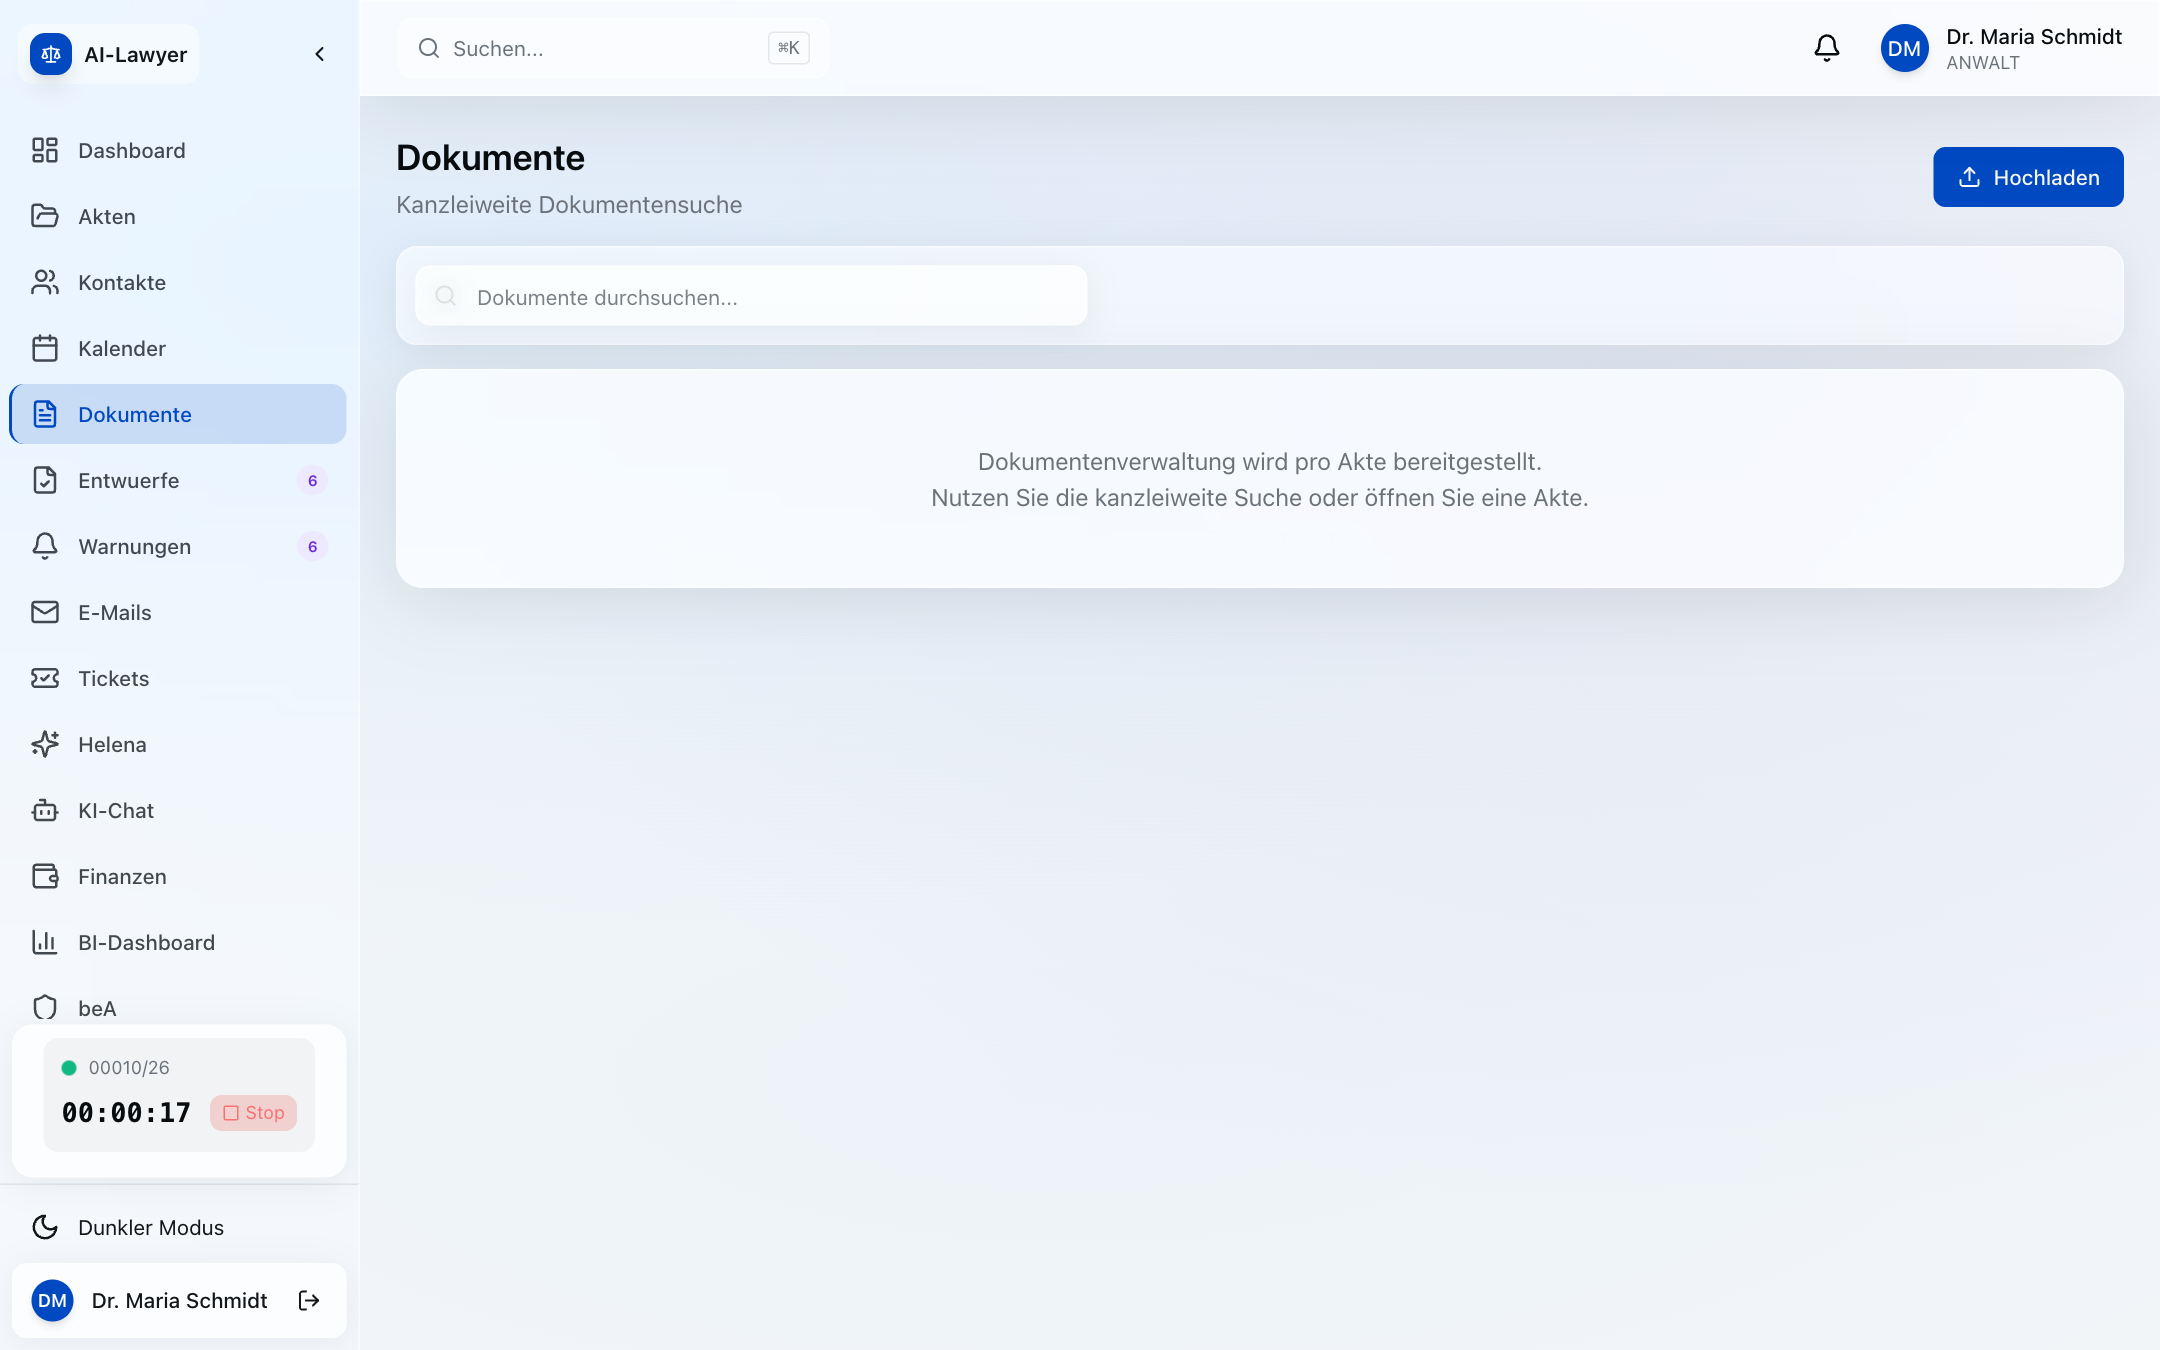 AI-Lawyer
Suchen...
⌘K
DM
Dr. Maria Schmidt
ANWALT
Dashboard
Akten
Kontakte
Kalender
Dokumente
Entwuerfe
6
Warnungen
6
E-Mails
Tickets
Helena
KI-Chat
Finanzen
BI-Dashboard
beA
00010/26
00:00:17
Stop
Dunkler Modus
DM
Dr. Maria Schmidt
Dokumente
Kanzleiweite Dokumentensuche
Hochladen
Dokumente durchsuchen...
Dokumentenverwaltung wird pro Akte bereitgestellt.
Nutzen Sie die kanzleiweite Suche oder öffnen Sie eine Akte.